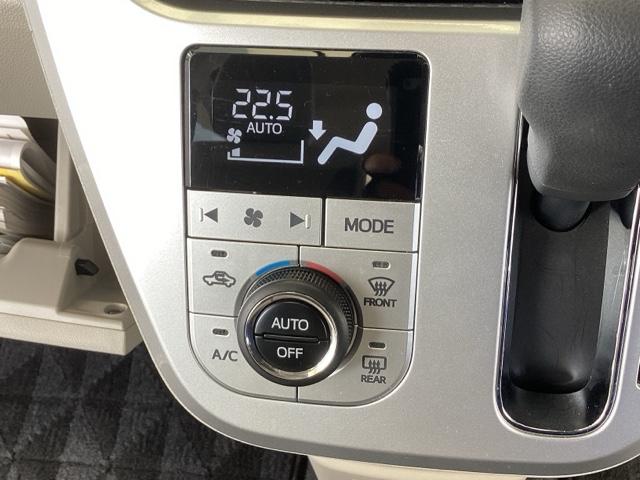 22.5
AUTO
MODE
FRONT
AUTO
A/C
OFF
REAR